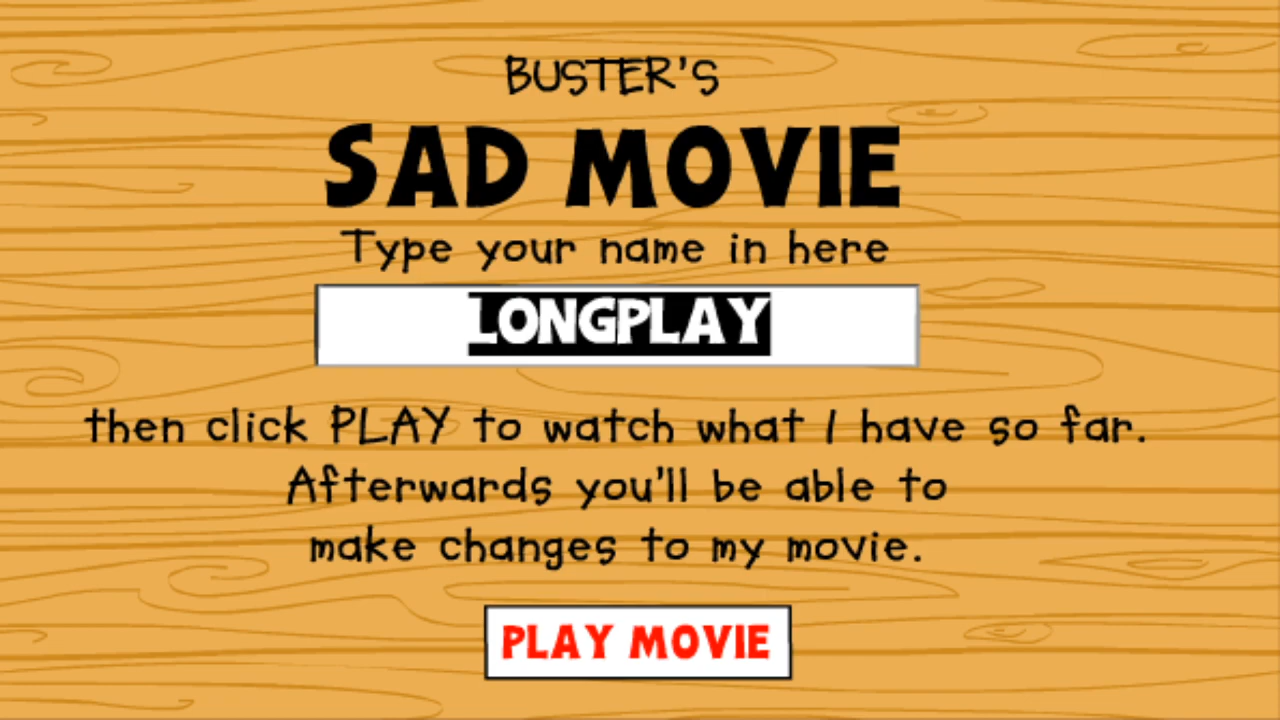 BUSTER'S
SAD MOVIE
Type your name in here
LONGPLAY
then click PLAY to watch what I have so far.
Afterwards you'll be able to
make changes to my movie.
PLAY MOVIE